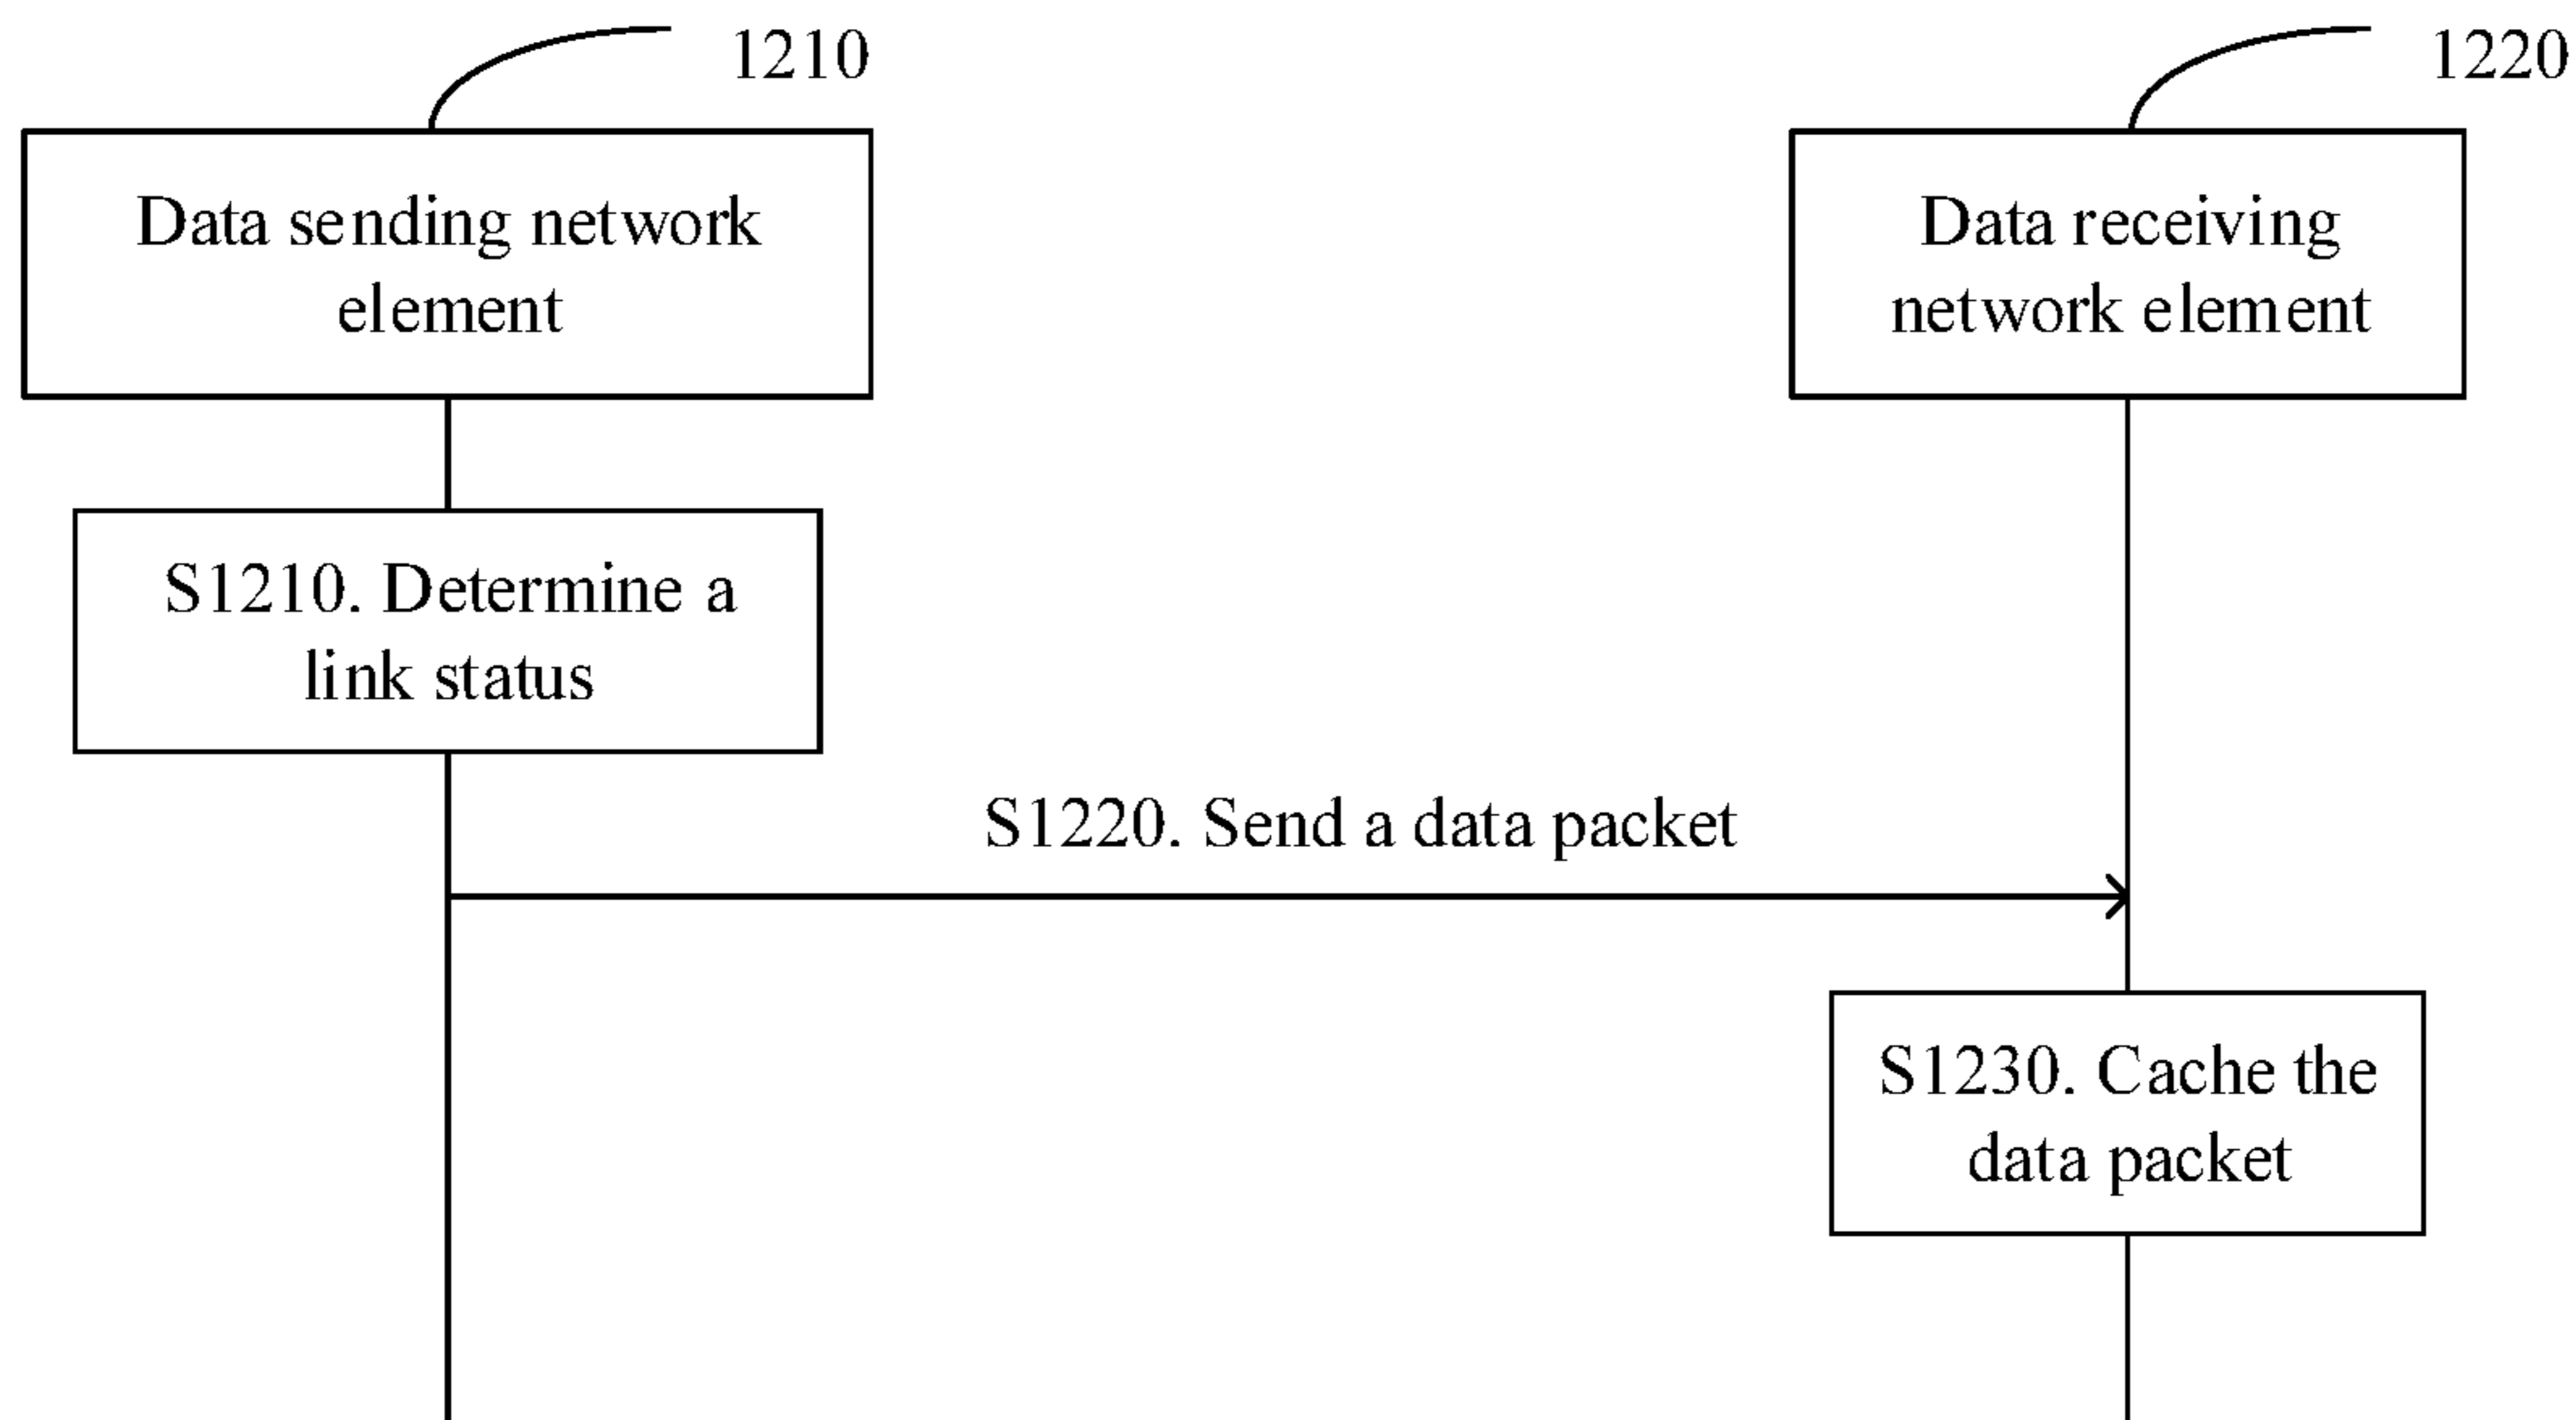 1210
1220
Data sending network
element
Data receiving
network element
S1210. Determine a
link status
S1220. Send a data packet
S1230. Cache the
data packet